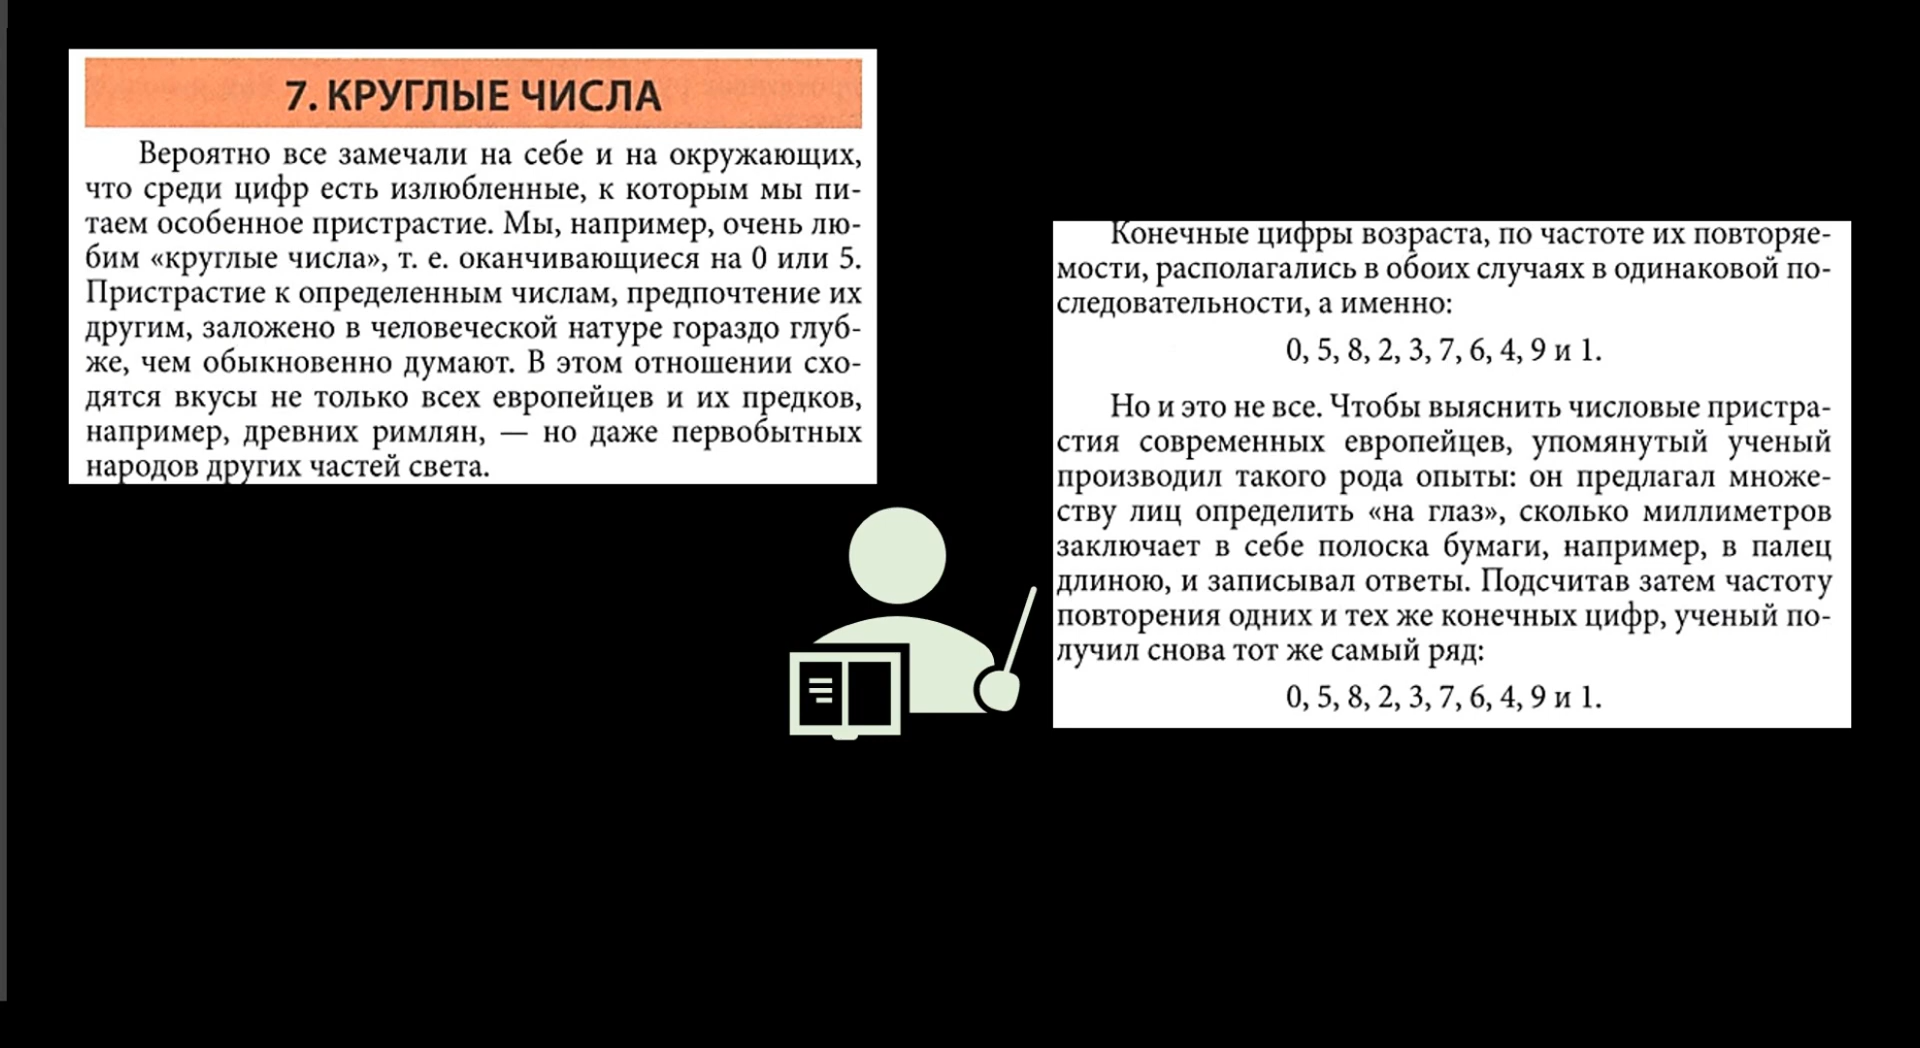 7. КРУГЛЫЕ ЧИСЛА
Вероятно все замечали на себе и на окружающих,
что среди цифр есть излюбленные, к которым мы пи-
таем особенное пристрастие. Мы, например, очень лю-
бим «круглые числа», т. е. оканчивающиеся на 0 или 5.
Пристрастие к определенным числам, предпочтение их
другим, заложено в человеческой натуре гораздо глуб-
же, чем обыкновенно думают. В этом отношении схо-
дятся вкусы не только всех европейцев и их предков,
например, древних римлян, — но даже первобытных
народов других частей света.
Конечные цифры возраста, по частоте их повторяе-
мости, располагались в обоих случаях в одинаковой по-
следовательности, а именно:
0, 5, 8, 2, 3, 7, 6, 4, 9 и 1.
Но и это не все. Чтобы выяснить числовые пристра-
стия современных европейцев, упомянутый ученый
производил такого рода опыты: он предлагал множе-
ству лиц определить «на глаз», сколько миллиметров
заключает в себе полоска бумаги, например, в палец
длиною, и записывал ответы. Подсчитав затем частоту
повторения одних и тех же конечных цифр, ученый по-
лучил снова тот же самый ряд:
0, 5, 8, 2, 3, 7, 6, 4, 9 и 1.